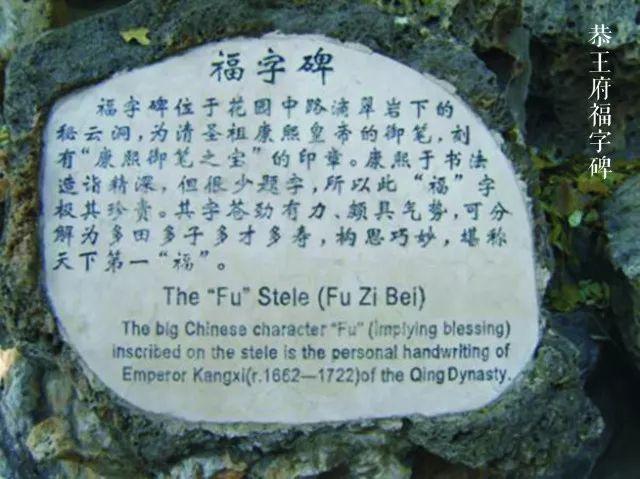 福字碑
福字碑位于花园中路滴翠岩下的
秘云洞，为清圣祖康熙皇帝的御笔，刻
有“康熙御笔之宝”的印章。康熙于书法
造诣精深，但很少题字，所以此“福”字
极其珍贵。其字苍劲有力、颇具气势，可分
解为多田多子多才多寿，构思巧妙，堪称
天下第一“福”。
The “Fu” Stele (Fu Zi Bei)
The big Chinese character “Fu” (implying blessing)
inscribed on the stele is the personal handwriting of
Emperor Kangxi(r.1662—1722)of the Qing Dynasty.
恭王府福字碑